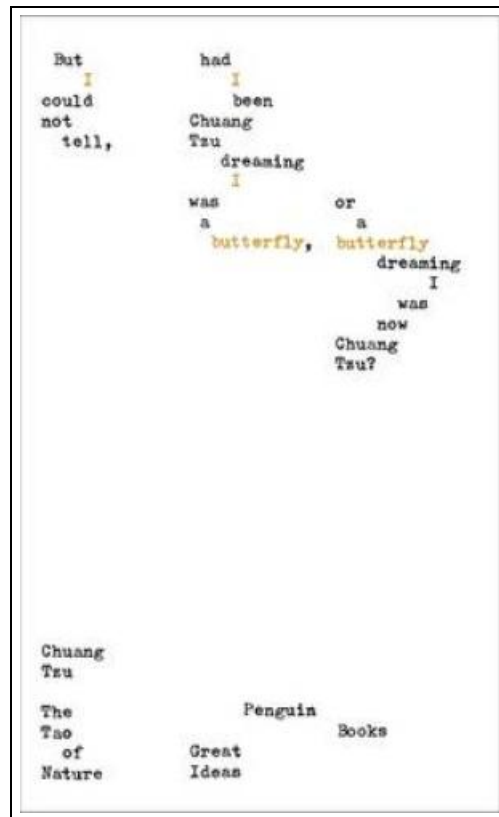 But
I
could
not
tell,
had
I
been
Chuang
Tzu
dreaming
I
was
a
butterfly,
or
a
butterfly
dreaming
I
was
now
Chuang
Tzu?
Chuang
Tzu
The
Tao
of
Nature
Penguin
Books
Great
Ideas